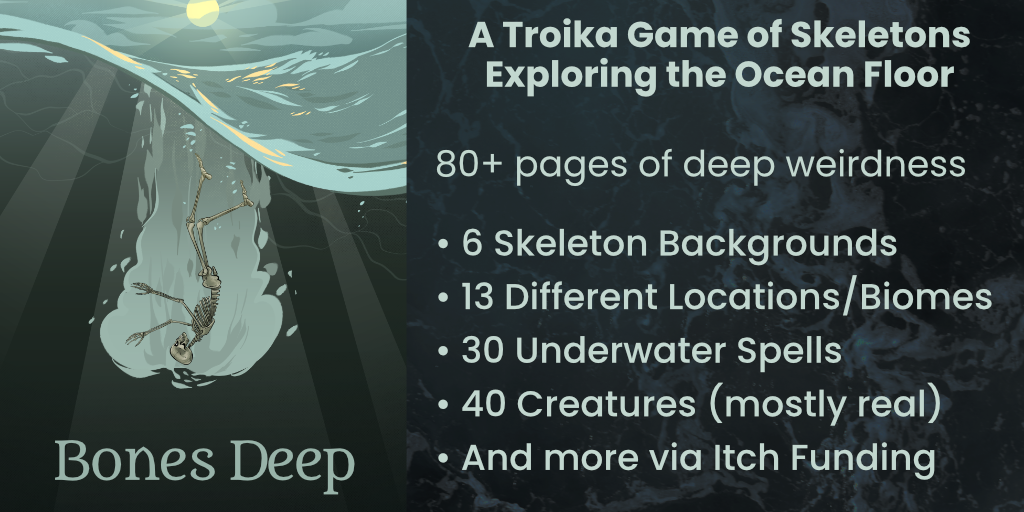 A Troika Game of Skeletons
Exploring the Ocean Floor
80+ pages of deep weirdness
• 6 Skeleton Backgrounds
• 13 Different Locations/Biomes
• 30 Underwater Spells
• 40 Creatures (mostly real)
• And more via Itch Funding
Bones Deep